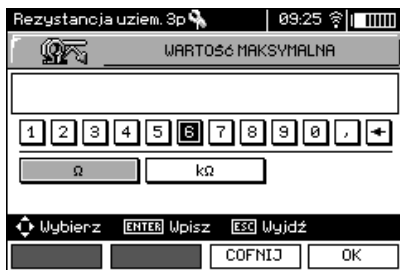 Rezystancja uziem. 3p 09:25
WARTOŚĆ MAKSYMALNA
1 2 3 4 5 6 7 8 9 0 , ←
Ω kΩ
Wybierz ENTER Wpisz ESC Wyjdź
COFNIJ OK